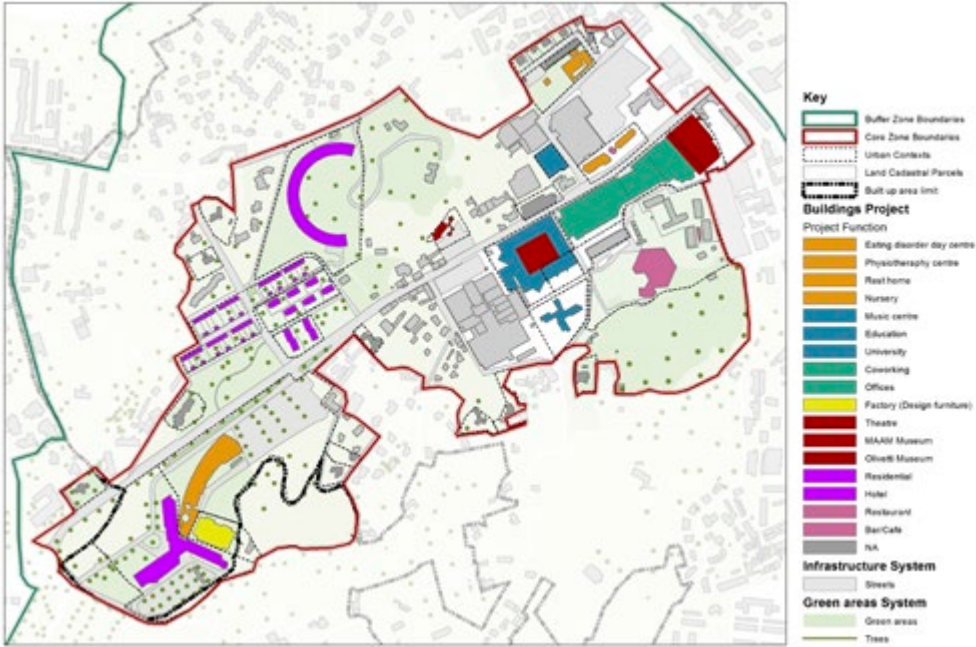 Key
Buffer Zone Boundaries
Core Zone Boundaries
Urban Contexts
Land Cadastral Parcels
Built up area limit
Buildings Project
Project Function
Eating disorder day centre
Physiotheraphy centre
Rest home
Nursery
Music centre
Education
University
Coworking
Offices
Factory (Design furniture)
Theatre
MAAM Museum
Olivetti Museum
Residential
Hotel
Restaurant
Bar/Cafè
NA
Infrastructure System
Streets
Green areas System
Green areas
Trees